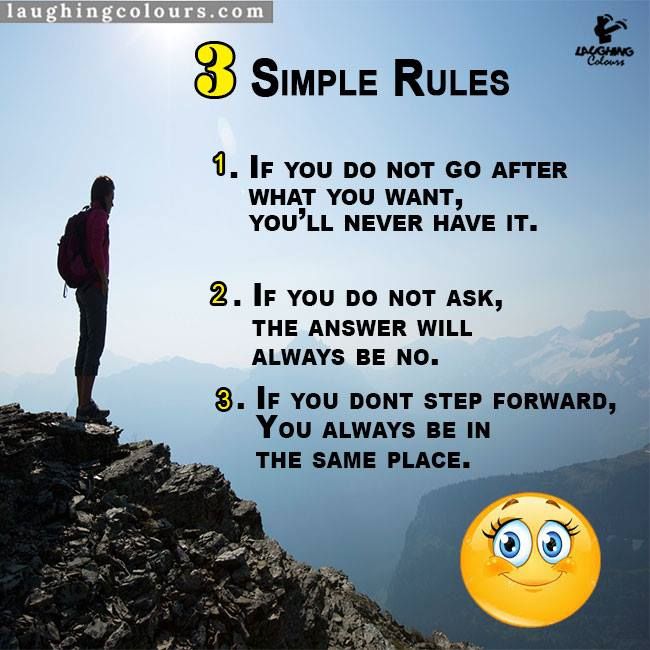 laughingcolours.com
LAUGHING
Colours
3 SIMPLE RULES
1. IF YOU DO NOT GO AFTER
WHAT YOU WANT,
YOU'LL NEVER HAVE IT.
2. IF YOU DO NOT ASK,
THE ANSWER WILL
ALWAYS BE NO.
3. IF YOU DONT STEP FORWARD,
YOU ALWAYS BE IN
THE SAME PLACE.